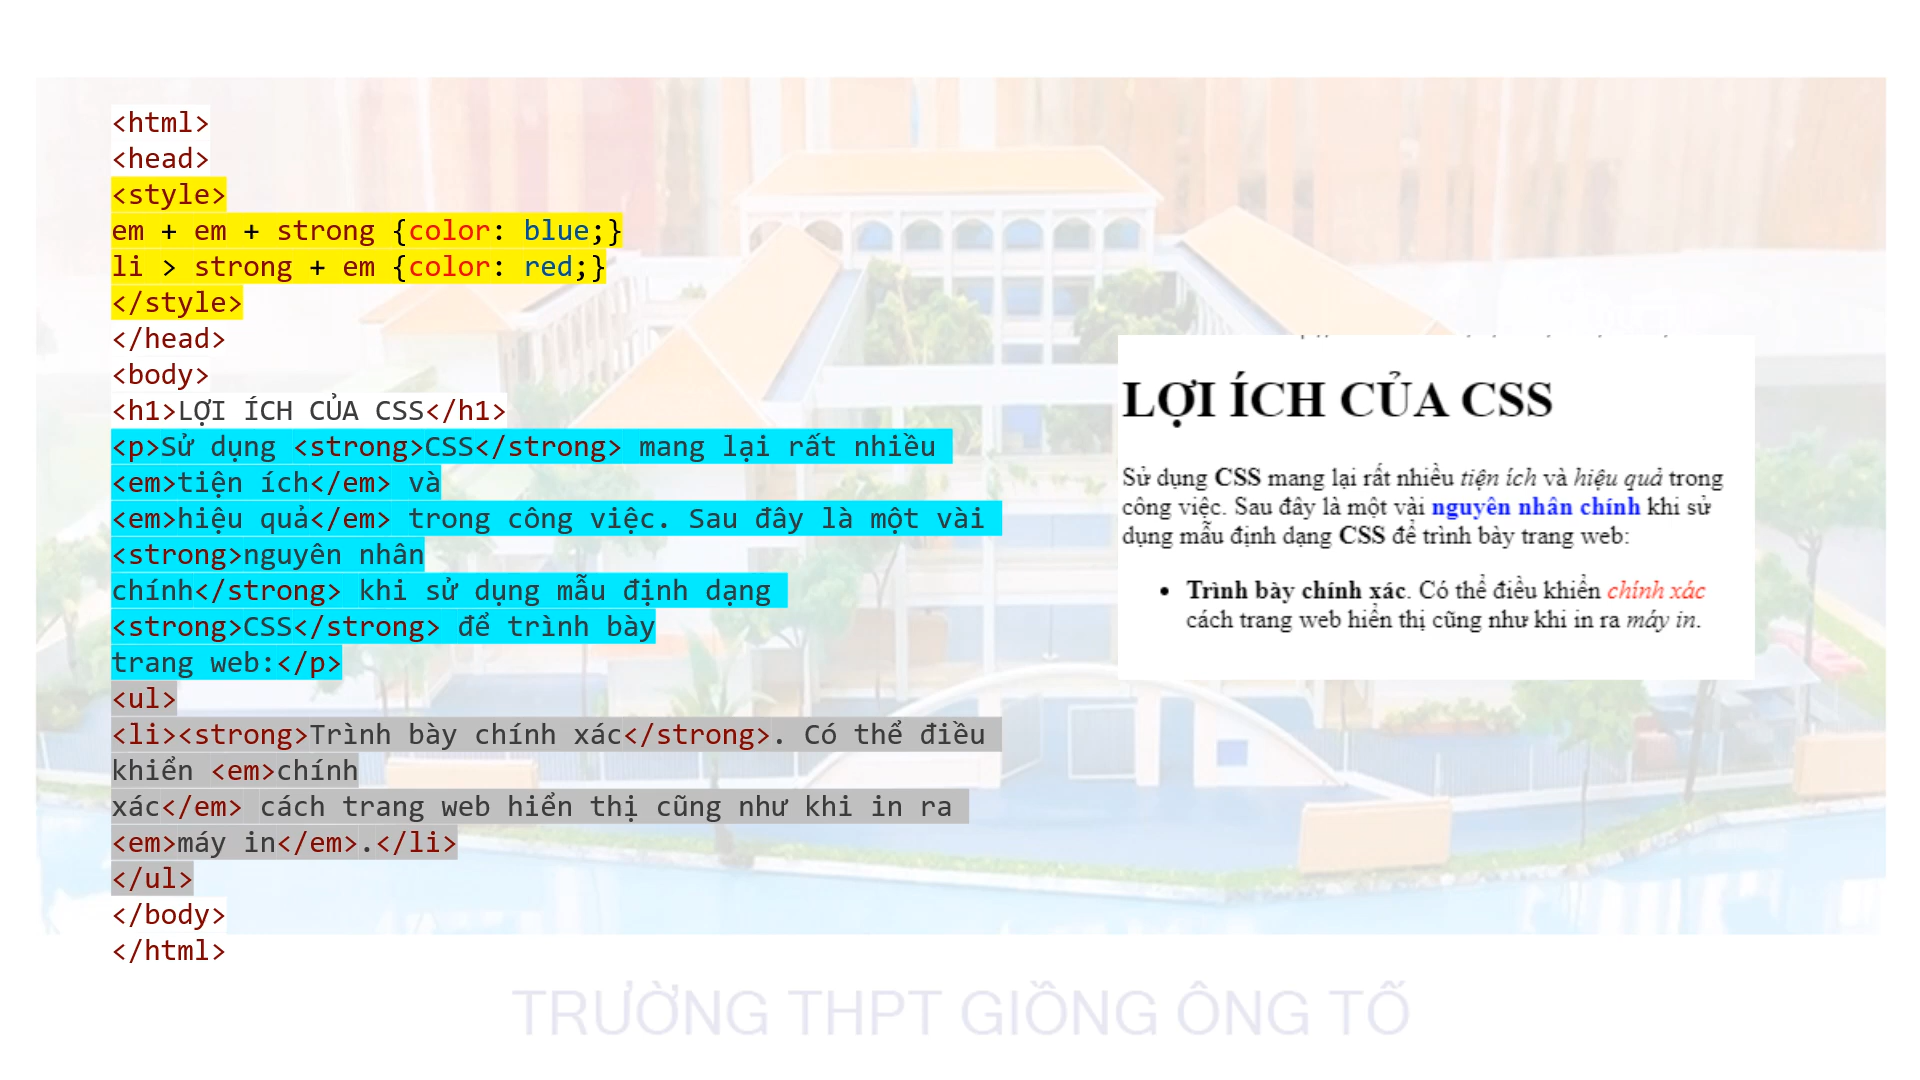 <html>
<head>
<style>
em + em + strong {color: blue;}
li > strong + em {color: red;}
</style>
</head>
<body>
<h1>LỢI ÍCH CỦA CSS</h1>
<p>Sử dụng <strong>CSS</strong> mang lại rất nhiều
<em>tiện ích</em> và
<em>hiệu quả</em> trong công việc. Sau đây là một vài
<strong>nguyên nhân
chính</strong> khi sử dụng mẫu định dạng
<strong>CSS</strong> để trình bày
trang web:</p>
<ul>
<li><strong>Trình bày chính xác</strong>. Có thể điều
khiển <em>chính
xác</em> cách trang web hiển thị cũng như khi in ra
<em>máy in</em>.</li>
</ul>
</body>
</html>
LỢI ÍCH CỦA CSS
Sử dụng CSS mang lại rất nhiều tiện ích và hiệu quả trong
công việc. Sau đây là một vài nguyên nhân chính khi sử
dụng mẫu định dạng CSS để trình bày trang web:
• Trình bày chính xác. Có thể điều khiển chính xác
cách trang web hiển thị cũng như khi in ra máy in.
TRƯỜNG THPT GIỒNG ÔNG TỐ